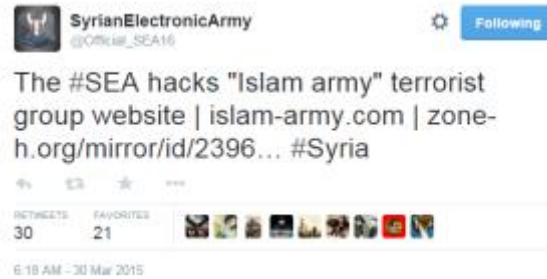 SyrianElectronicArmy
@Official_SEA16
Following
The #SEA hacks "Islam army" terrorist
group website | islam-army.com | zone-
h.org/mirror/id/2396... #Syria
RETWEETS FAVORITES
30 21
6:18 AM - 30 Mar 2015